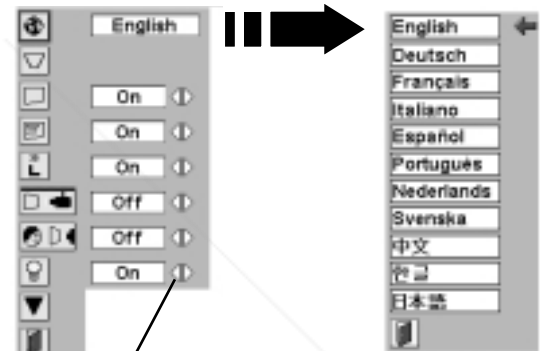 English
On
On
On
Off
Off
On
English
Deutsch
Français
Italiano
Español
Português
Nederlands
Svenska
中文
한글
日本語